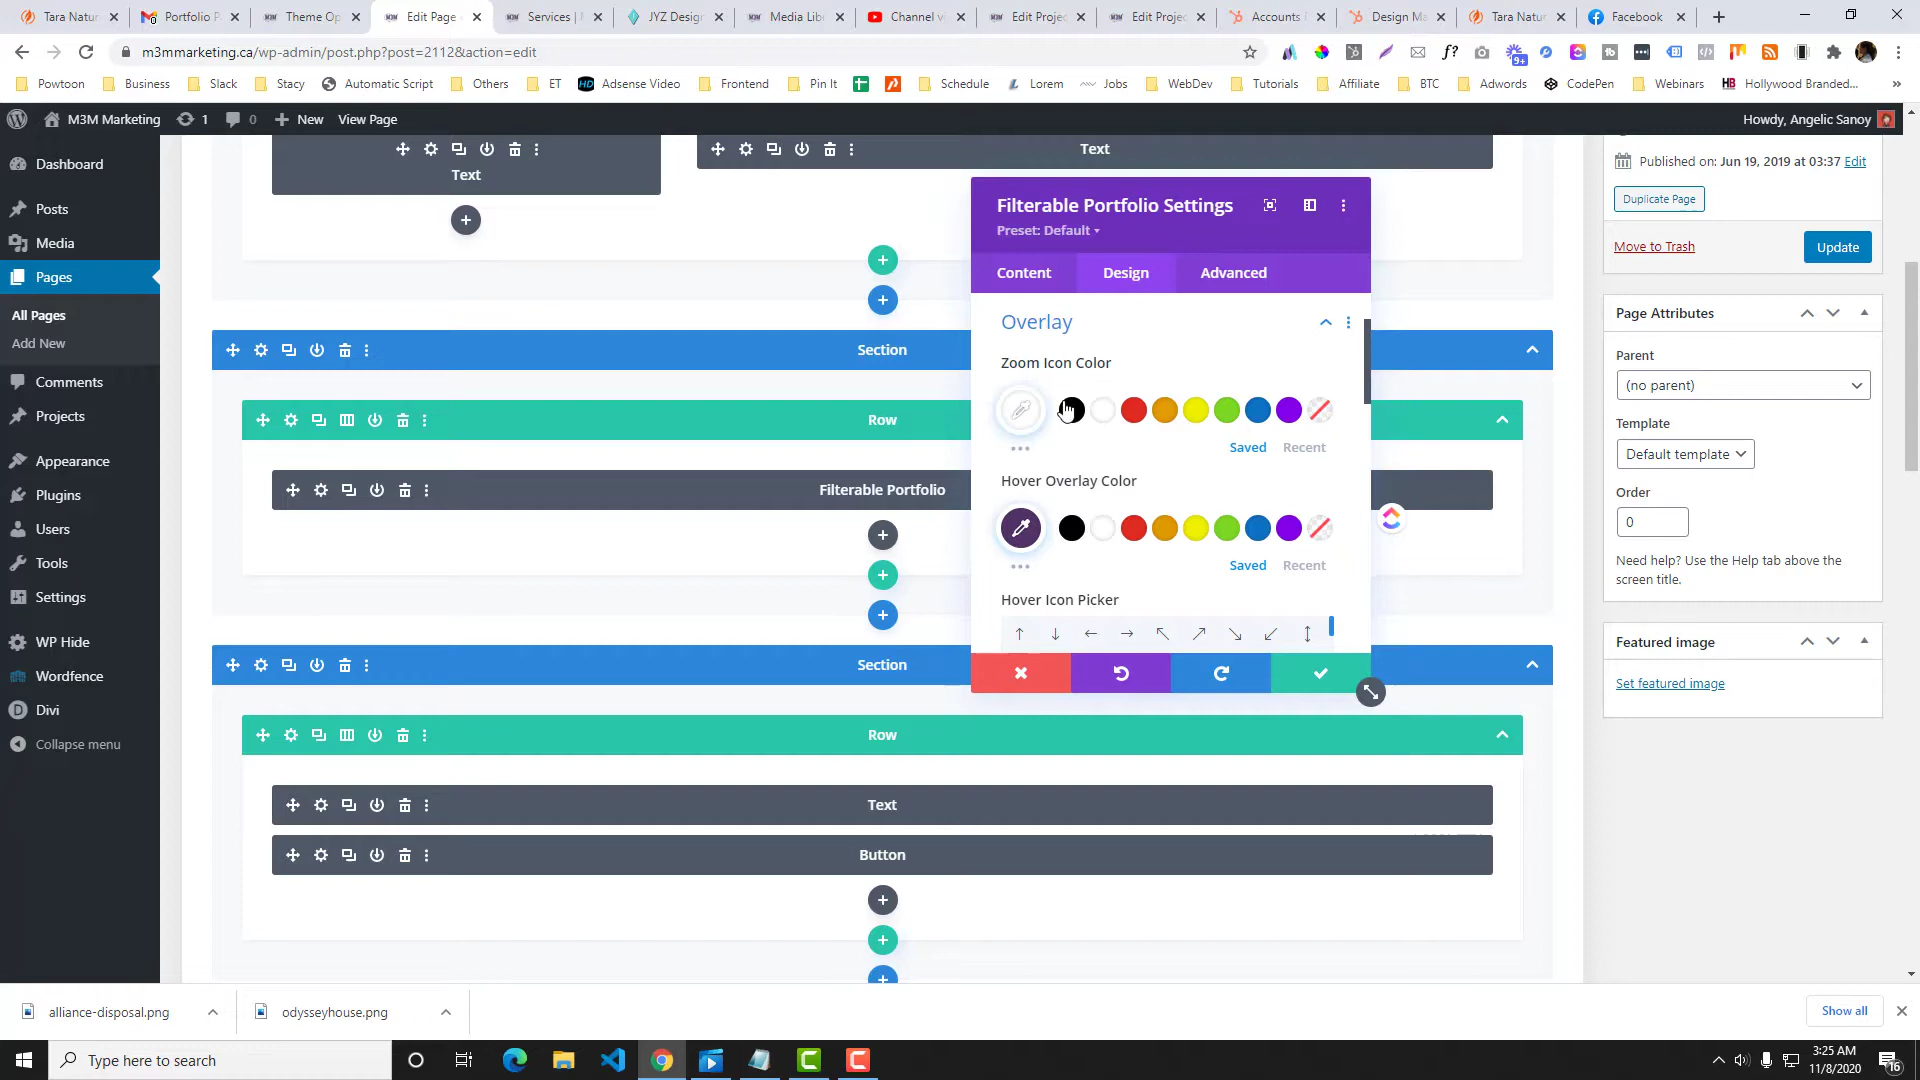 Tara Natur
Portfolio P
Theme Op
Edit Page
Services |
JYZ Design
Media Lib
Channel v
Edit Proje
Edit Proje
Accounts
Design Ma
Tara Natur
Facebook
m3mmarketing.ca/wp-admin/post.php?post=2112&action=edit
f?
9+
Powtoon
Business
Slack
Stacy
Automatic Script
Others
ET
Adsense Video
Frontend
Pin It
Schedule
Lorem
Jobs
WebDev
Tutorials
Affiliate
BTC
Adwords
CodePen
Webinars
HB
Hollywood Branded...
M3M Marketing
1
0
New
View Page
Howdy, Angelic Sanoy
Dashboard
Posts
Media
Pages
All Pages
Add New
Comments
Projects
Appearance
Plugins
Users
Tools
Settings
WP Hide
Wordfence
Divi
Collapse menu
Text
Text
Section
Row
Filterable Portfolio
Section
Row
Text
Button
Filterable Portfolio Settings
Preset: Default
Content
Design
Advanced
Overlay
Zoom Icon Color
Saved
Recent
Hover Overlay Color
Saved
Recent
Hover Icon Picker
Published on: Jun 19, 2019 at 03:37 Edit
Duplicate Page
Move to Trash
Update
Page Attributes
Parent
(no parent)
Template
Default template
Order
0
Need help? Use the Help tab above the
screen title.
Featured image
Set featured image
alliance-disposal.png
odysseyhouse.png
Show all
Type here to search
3:25 AM
11/8/2020
16